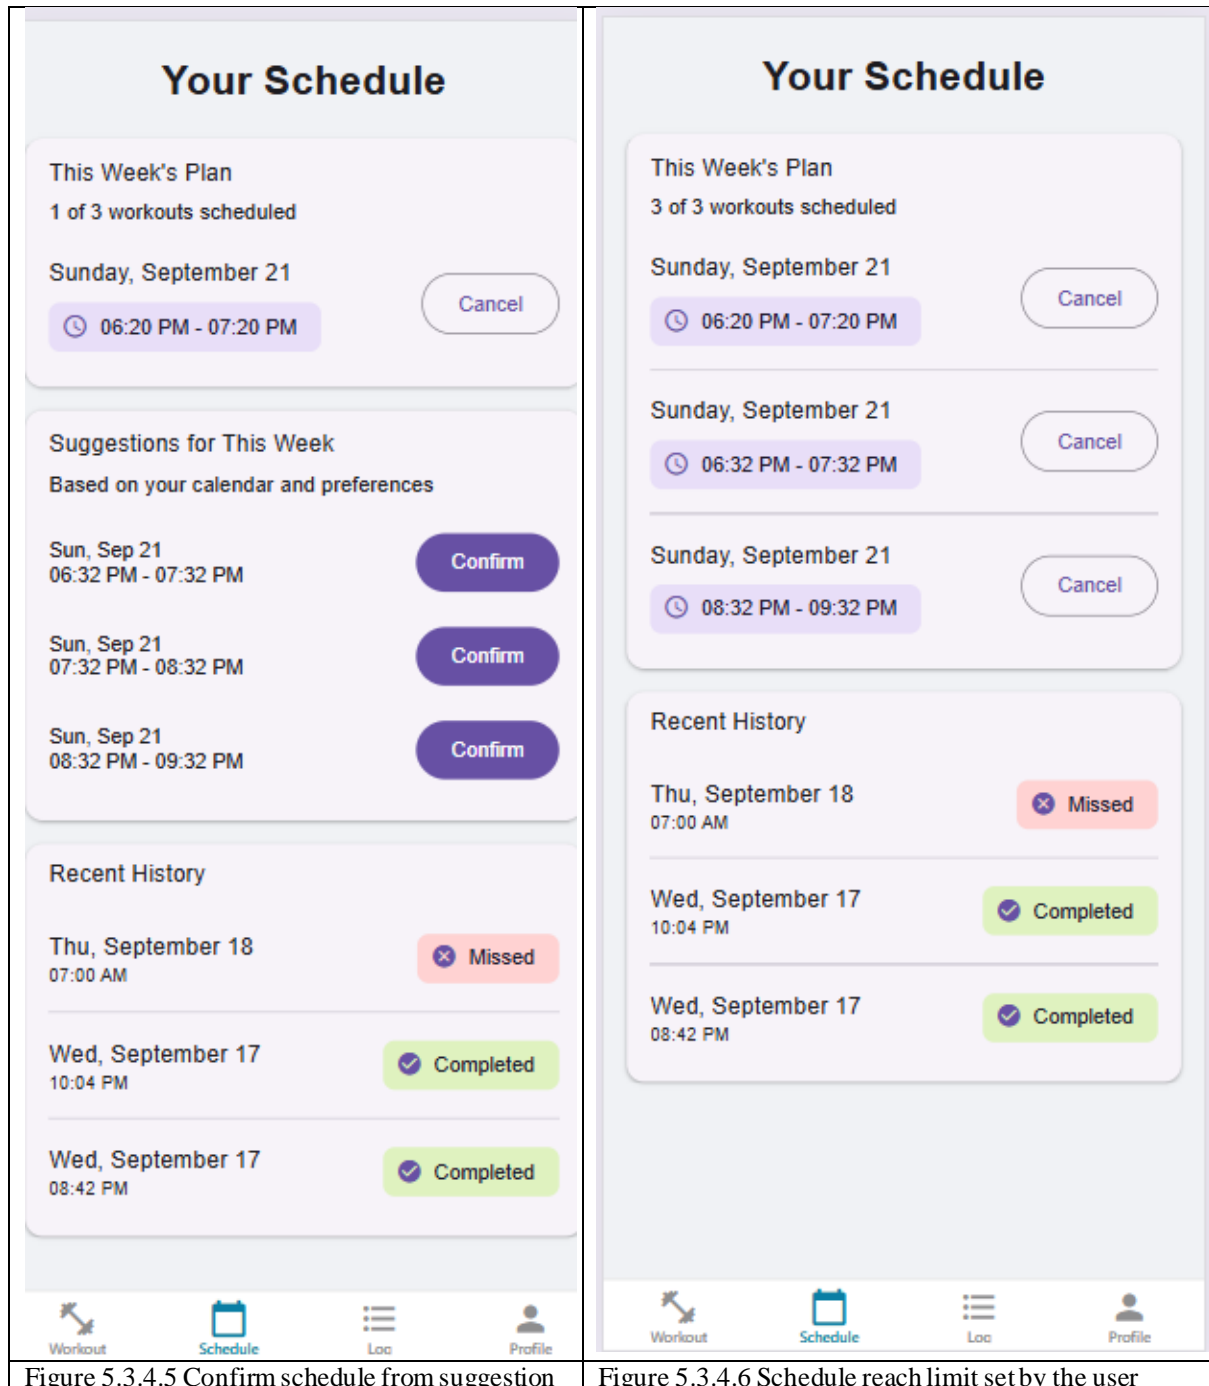 Your Schedule
This Week's Plan
1 of 3 workouts scheduled
Sunday, September 21
06:20 PM - 07:20 PM
Cancel
Suggestions for This Week
Based on your calendar and preferences
Sun, Sep 21
06:32 PM - 07:32 PM
Confirm
Sun, Sep 21
07:32 PM - 08:32 PM
Confirm
Sun, Sep 21
08:32 PM - 09:32 PM
Confirm
Recent History
Thu, September 18
07:00 AM
Missed
Wed, September 17
10:04 PM
Completed
Wed, September 17
08:42 PM
Completed
Workout
Schedule
Log
Profile
Figure 5.3.4.5 Confirm schedule from suggestion
Your Schedule
This Week's Plan
3 of 3 workouts scheduled
Sunday, September 21
06:20 PM - 07:20 PM
Cancel
Sunday, September 21
06:32 PM - 07:32 PM
Cancel
Sunday, September 21
08:32 PM - 09:32 PM
Cancel
Recent History
Thu, September 18
07:00 AM
Missed
Wed, September 17
10:04 PM
Completed
Wed, September 17
08:42 PM
Completed
Workout
Schedule
Log
Profile
Figure 5.3.4.6 Schedule reach limit set by the user